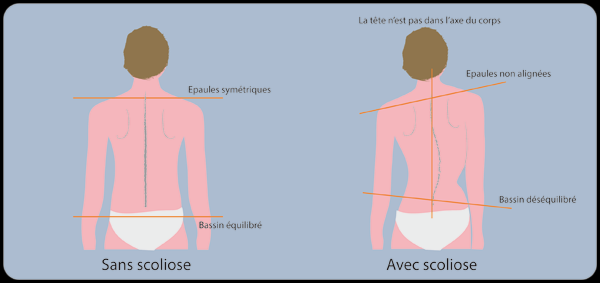 La tête n'est pas dans l'axe du corps
Epaules symétriques
Epaules non alignées
Bassin équilibré
Bassin déséquilibré
Sans scoliose
Avec scoliose